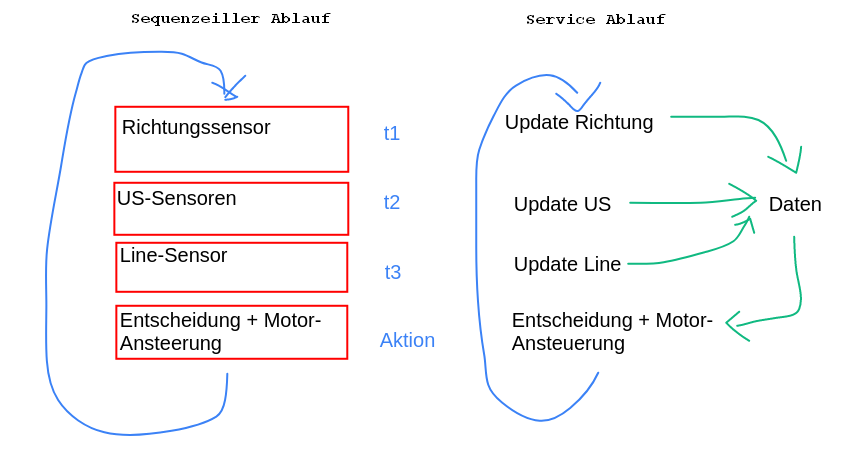 Sequenzeiller Ablauf
Richtungssensor
t1
US-Sensoren
t2
Line-Sensor
t3
Entscheidung + Motor-
Ansteerung
Aktion
Service Ablauf
Update Richtung
Update US
Daten
Update Line
Entscheidung + Motor-
Ansteuerung